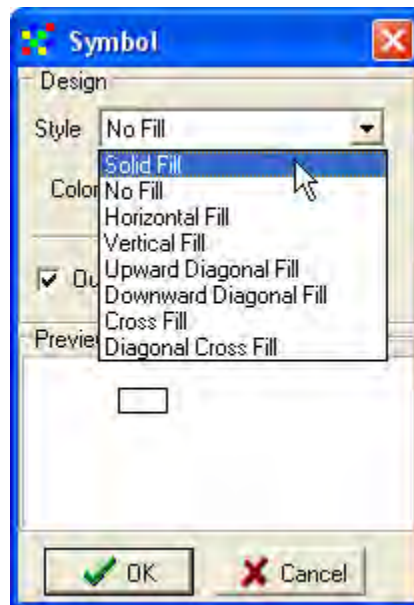 Symbol
Design
Style No Fill
Solid Fill
Color
No Fill
Horizontal Fill
Vertical Fill
Upward Diagonal Fill
Downward Diagonal Fill
Cross Fill
Diagonal Cross Fill
OK
Cancel